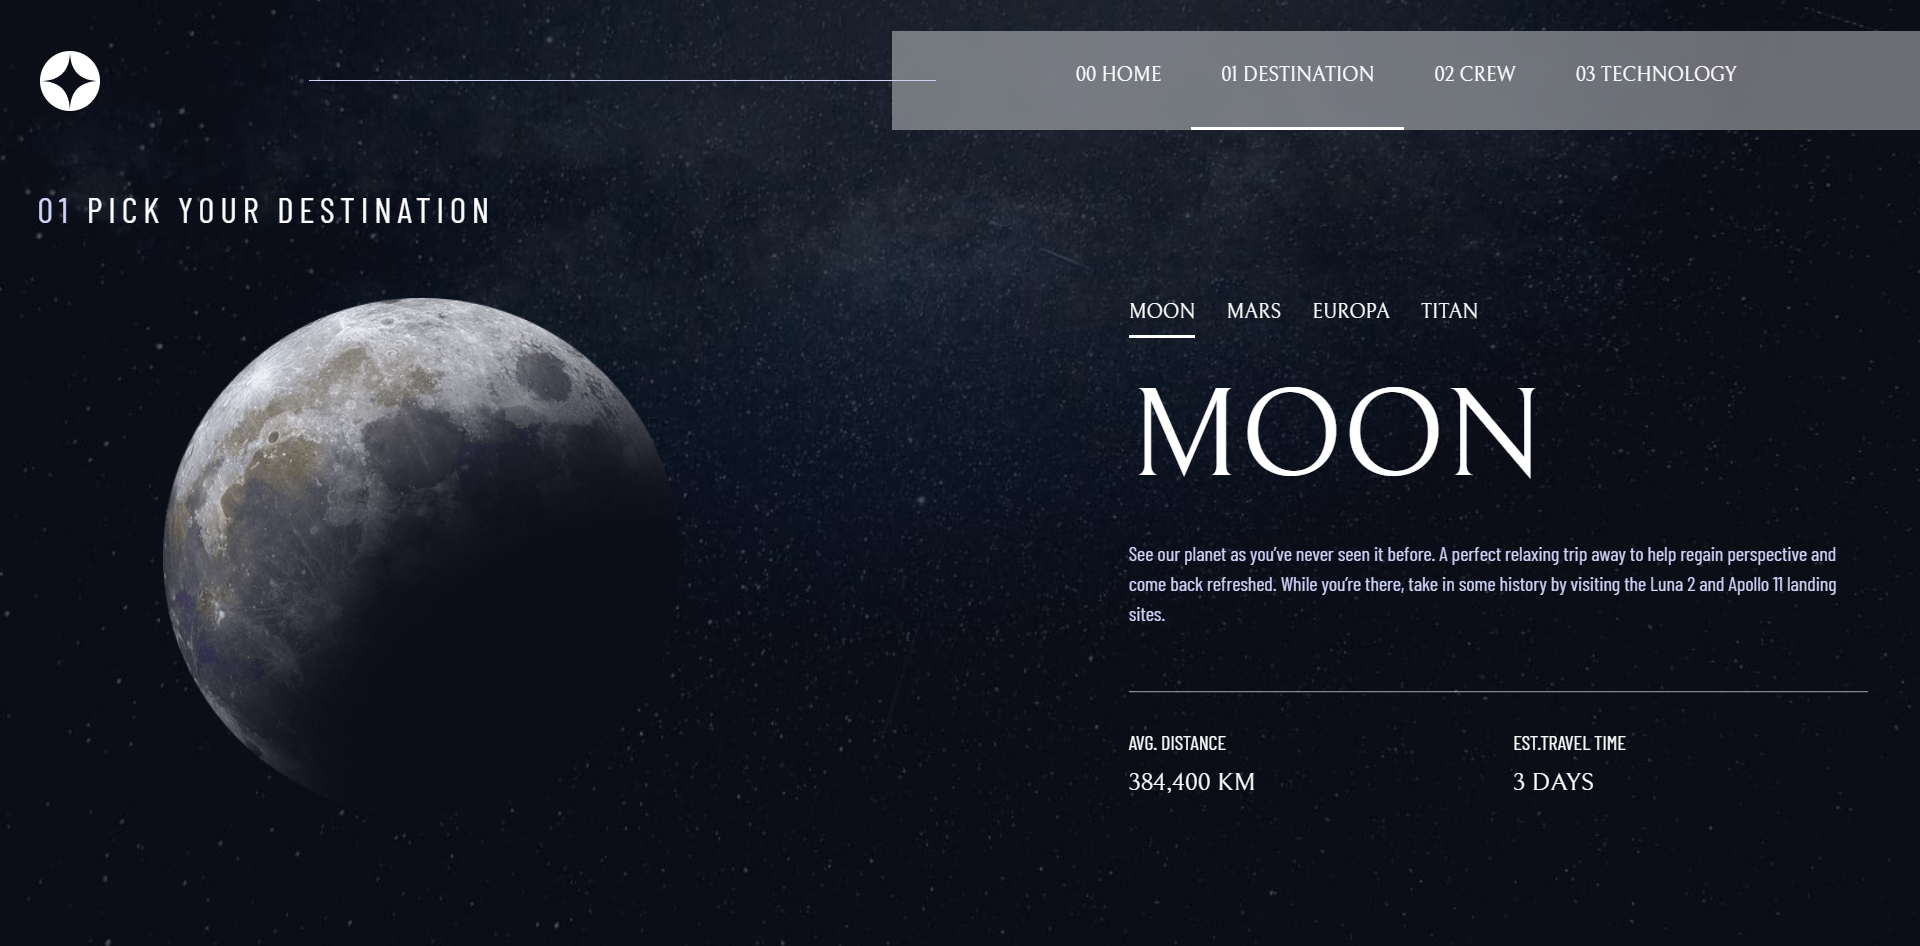 00 HOME 01 DESTINATION 02 CREW 03 TECHNOLOGY
01 PICK YOUR DESTINATION
MOON MARS EUROPA TITAN
MOON
See our planet as you’ve never seen it before. A perfect relaxing trip away to help regain perspective and
come back refreshed. While you’re there, take in some history by visiting the Luna 2 and Apollo 11 landing
sites.
AVG. DISTANCE
384,400 KM
EST.TRAVEL TIME
3 DAYS